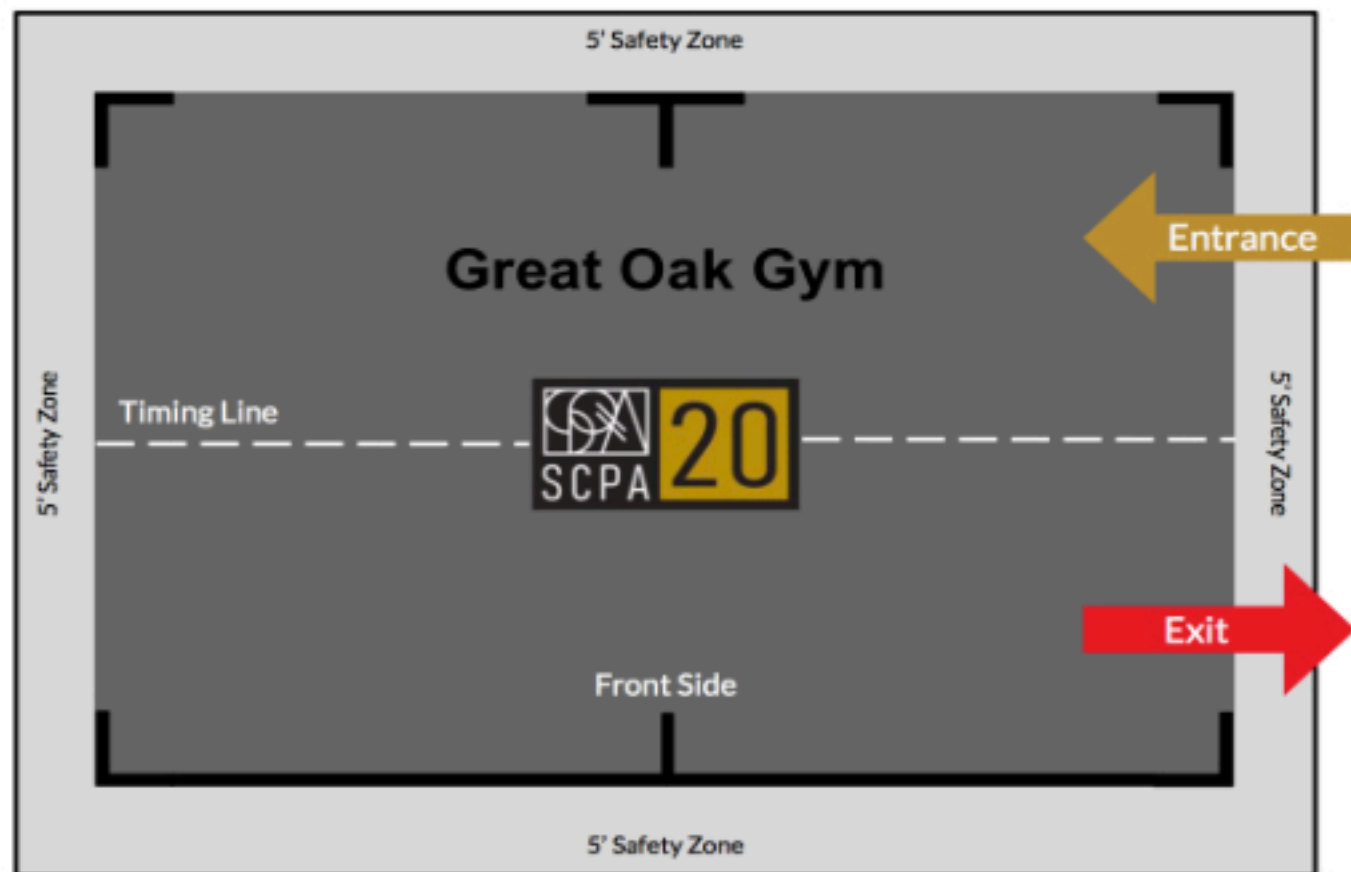 5' Safety Zone
Great Oak Gym
Entrance
5' Safety Zone
Timing Line
SCPA
20
5' Safety Zone
Exit
Front Side
5' Safety Zone